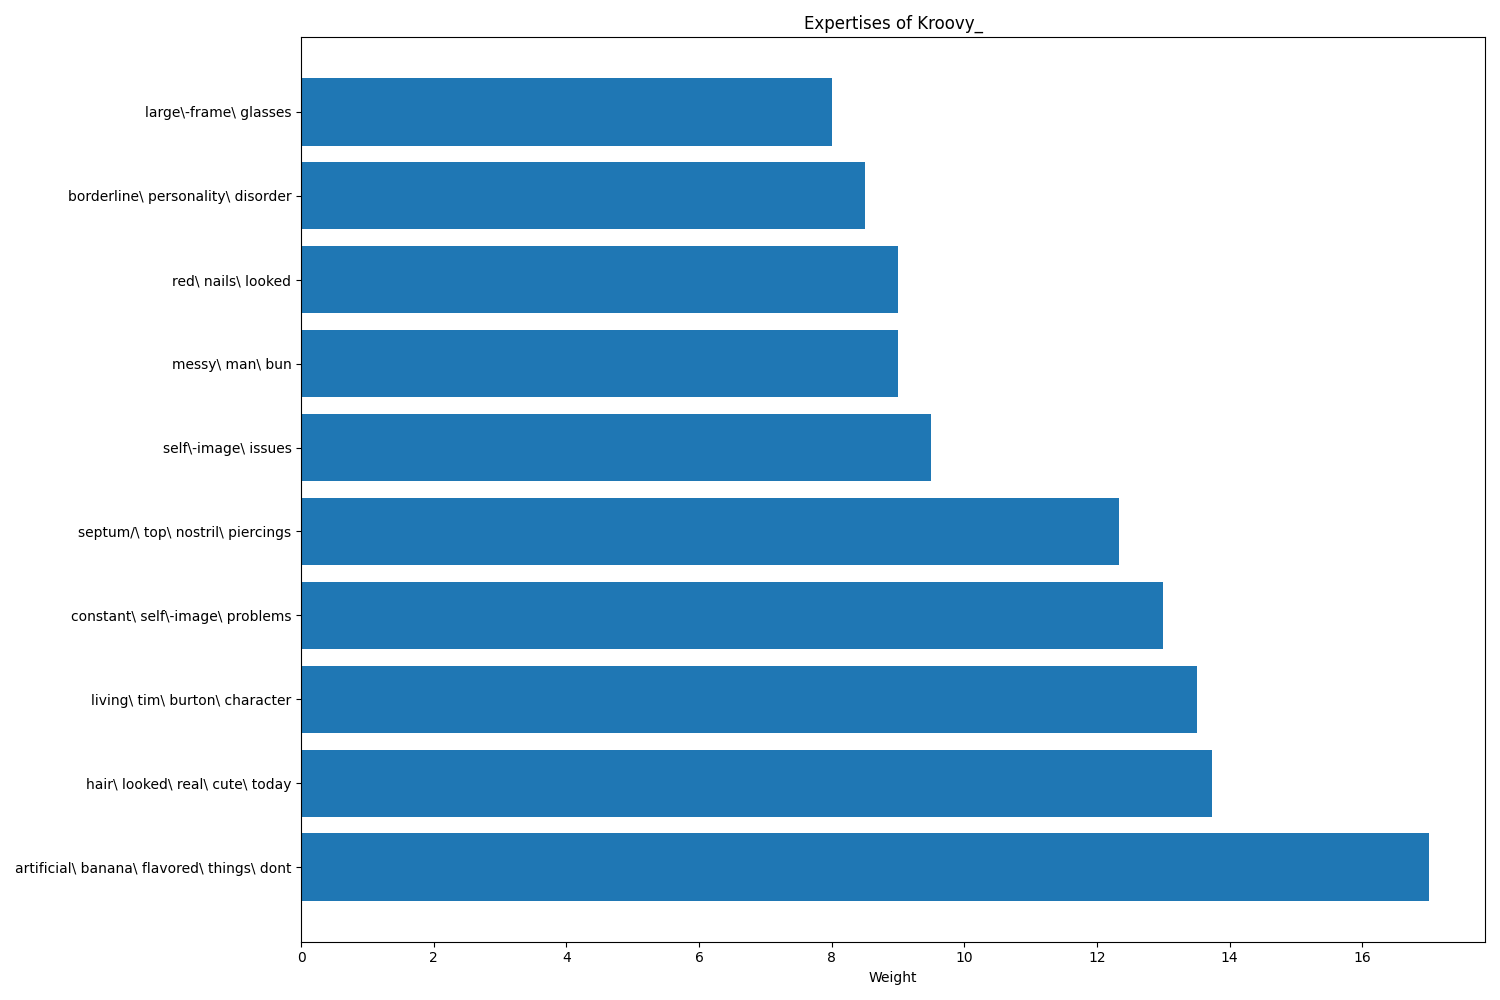 Expertises of Kroovy_
large\-frame\ glasses
borderline\ personality\ disorder
red\ nails\ looked
messy\ man\ bun
self\-image\ issues
septum/\ top\ nostril\ piercings
constant\ self\-image\ problems
living\ tim\ burton\ character
hair\ looked\ real\ cute\ today
artificial\ banana\ flavored\ things\ dont
0 2 4 6 8 10 12 14 16
Weight